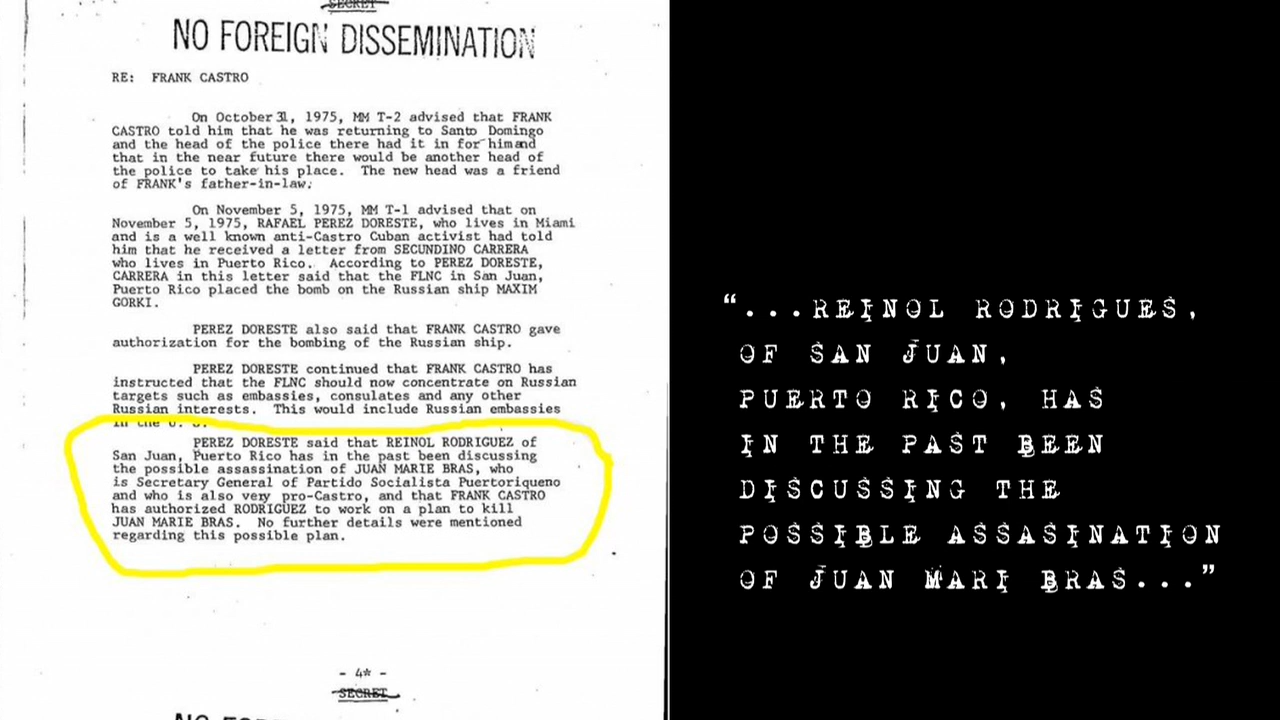 SECRET
NO FOREIGN DISSEMINATION
RE: FRANK CASTRO
On October 31, 1975, MM T-2 advised that FRANK
CASTRO told him that he was returning to Santo Domingo
and the head of the police there had it in for him and
that in the near future there would be another head of
the police to take his place. The new head was a friend
of FRANK's father-in-law.
On November 5, 1975, MM T-1 advised that on
November 5, 1975, RAFAEL PEREZ DORESTE, who lives in Miami
and is a well known anti-Castro Cuban activist had told
him that he received a letter from SECUNDINO CARRERA
who lives in Puerto Rico. According to PEREZ DORESTE,
CARRERA in this letter said that the FLNC in San Juan,
Puerto Rico placed the bomb on the Russian ship MAXIM
GORKI.
PEREZ DORESTE also said that FRANK CASTRO gave
authorization for the bombing of the Russian ship.
PEREZ DORESTE continued that FRANK CASTRO has
instructed that the FLNC should now concentrate on Russian
targets such as embassies, consulates and any other
Russian interests. This would include Russian embassies
in the U. S.
PEREZ DORESTE said that REINOL RODRIGUEZ of
San Juan, Puerto Rico has in the past been discussing
the possible assassination of JUAN MARIE BRAS, who
is Secretary General of Partido Socialista Puertoriqueno
and who is also very pro-Castro, and that FRANK CASTRO
has authorized RODRIGUEZ to work on a plan to kill
JUAN MARIE BRAS. No further details were mentioned
regarding this possible plan.
- 4* -
SECRET
NO FOR
"...REINOL RODRIGUES,
OF SAN JUAN,
PUERTO RICO, HAS
IN THE PAST BEEN
DISCUSSING THE
POSSIBLE ASSASINATION
OF JUAN MARI BRAS..."